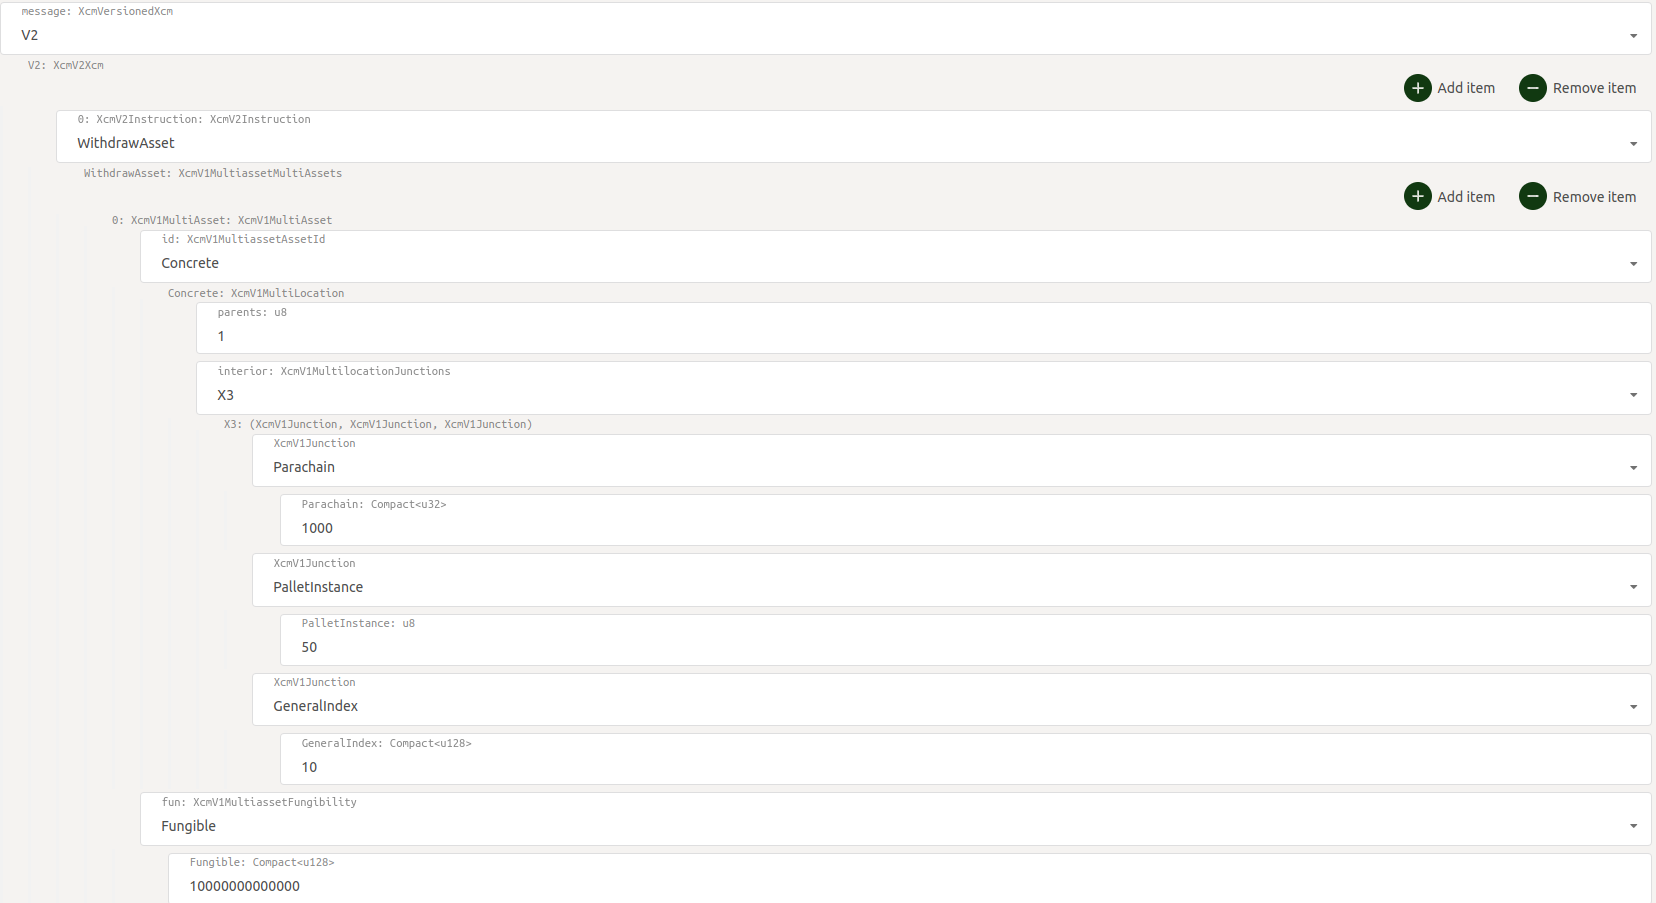 message: XcmVersionedXcm
V2
V2: XcmV2Xcm
Add item Remove item
0: XcmV2Instruction: XcmV2Instruction
WithdrawAsset
WithdrawAsset: XcmV1MultiassetMultiAssets
Add item Remove item
0: XcmV1MultiAsset: XcmV1MultiAsset
id: XcmV1MultiassetAssetId
Concrete
Concrete: XcmV1MultiLocation
parents: u8
1
interior: XcmV1MultilocationJunctions
X3
X3: (XcmV1Junction, XcmV1Junction, XcmV1Junction)
XcmV1Junction
Parachain
Parachain: Compact<u32>
1000
XcmV1Junction
PalletInstance
PalletInstance: u8
50
XcmV1Junction
GeneralIndex
GeneralIndex: Compact<u128>
10
fun: XcmV1MultiassetFungibility
Fungible
Fungible: Compact<u128>
10000000000000